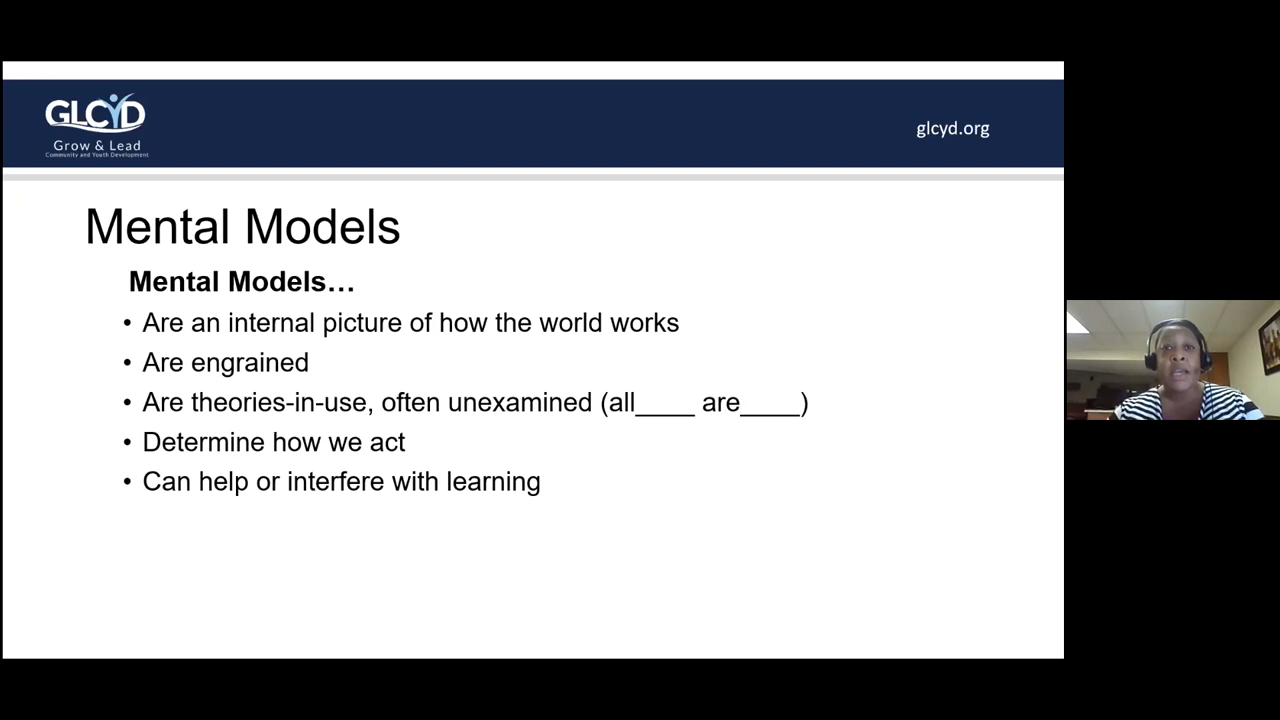 GLCYD
Grow & Lead
Community and Youth Development
glcyd.org
Mental Models
Mental Models…
• Are an internal picture of how the world works
• Are engrained
• Are theories-in-use, often unexamined (all____ are____)
• Determine how we act
• Can help or interfere with learning